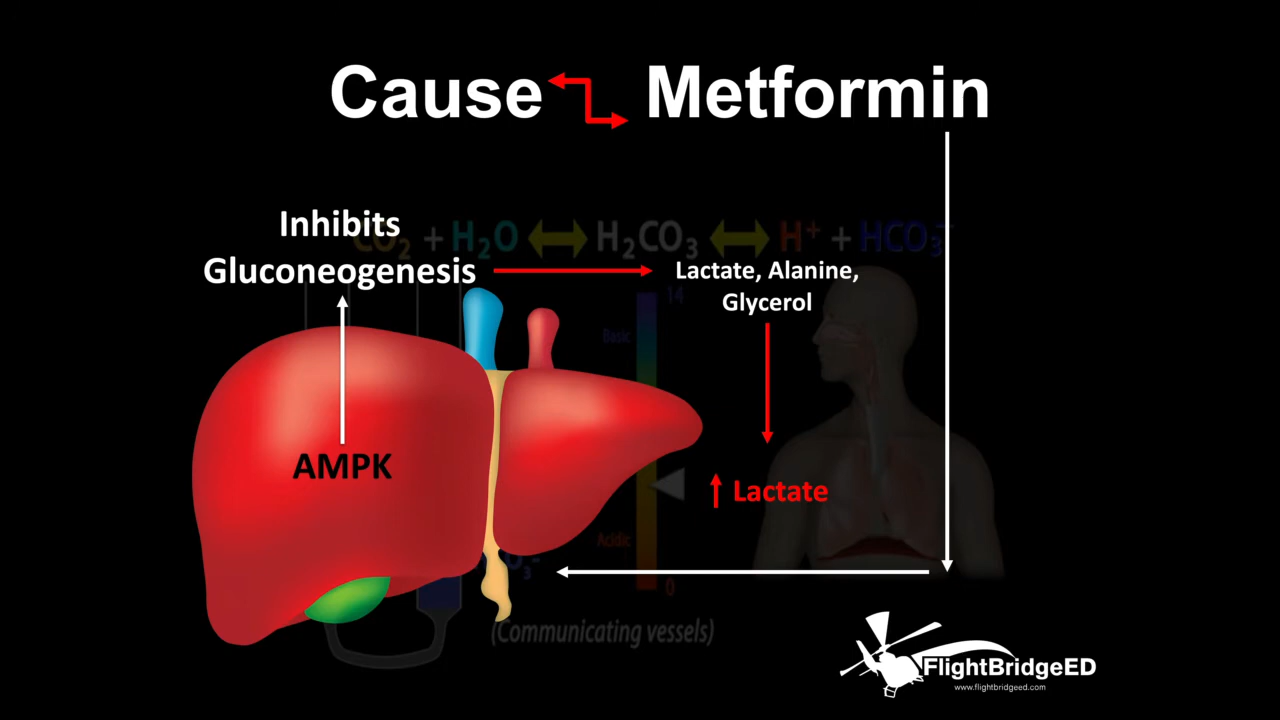 Cause Metformin
Inhibits
Gluconeogenesis
CO₂ + H₂O H₂CO₃ H⁺ + HCO₃⁻
Lactate, Alanine,
Glycerol
14
Basic
AMPK
Lactate
Acidic
0
(Communicating vessels)
FlightBridgeED
www.flightbridgeed.com